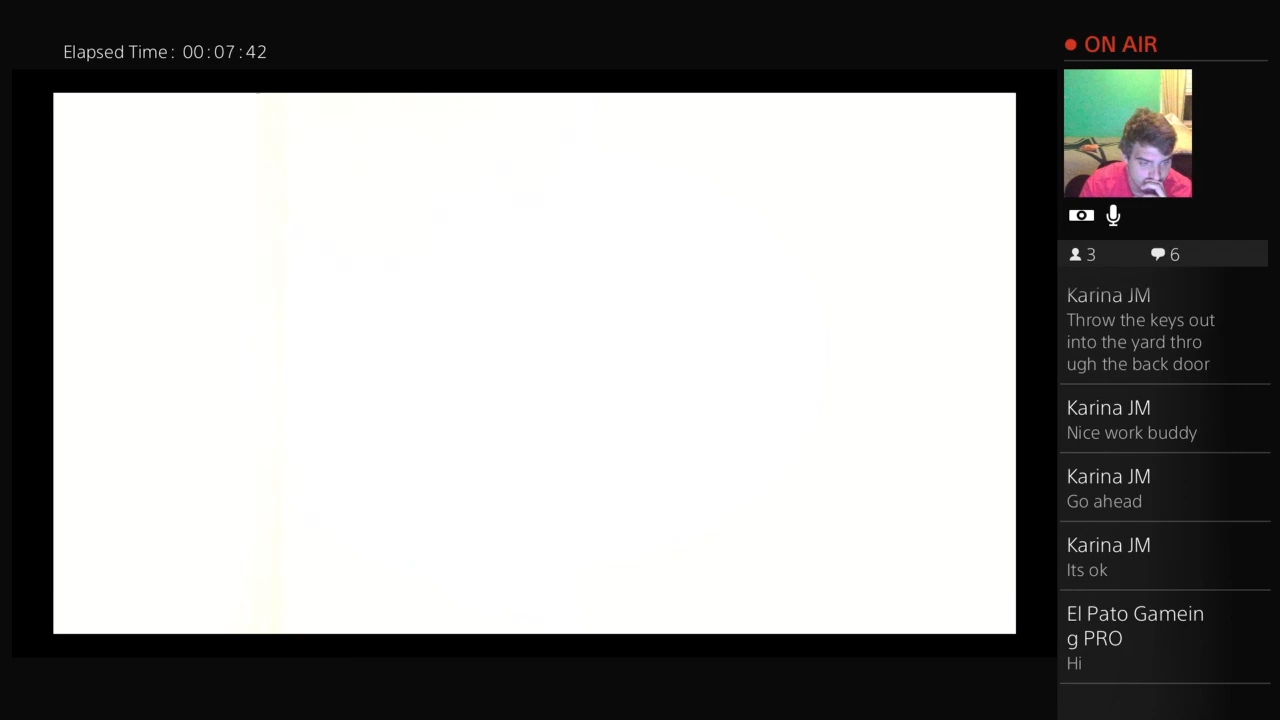 Elapsed Time: 00:07:42
ON AIR
3
6
Karina JM
Throw the keys out
into the yard thro
ugh the back door
Karina JM
Nice work buddy
Karina JM
Go ahead
Karina JM
Its ok
El Pato Gamein
g PRO
Hi